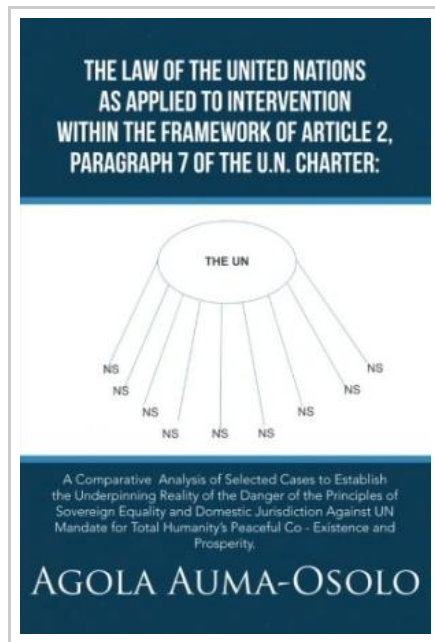 THE LAW OF THE UNITED NATIONS
AS APPLIED TO INTERVENTION
WITHIN THE FRAMEWORK OF ARTICLE 2,
PARAGRAPH 7 OF THE U.N. CHARTER:
THE UN
NS
NS
NS
NS
NS
NS
NS
NS
NS
A Comparative Analysis of Selected Cases to Establish
the Underpinning Reality of the Danger of the Principles of
Sovereign Equality and Domestic Jurisdiction Against UN
Mandate for Total Humanity's Peaceful Co - Existence and
Prosperity.
AGOLA AUMA-OSOLO